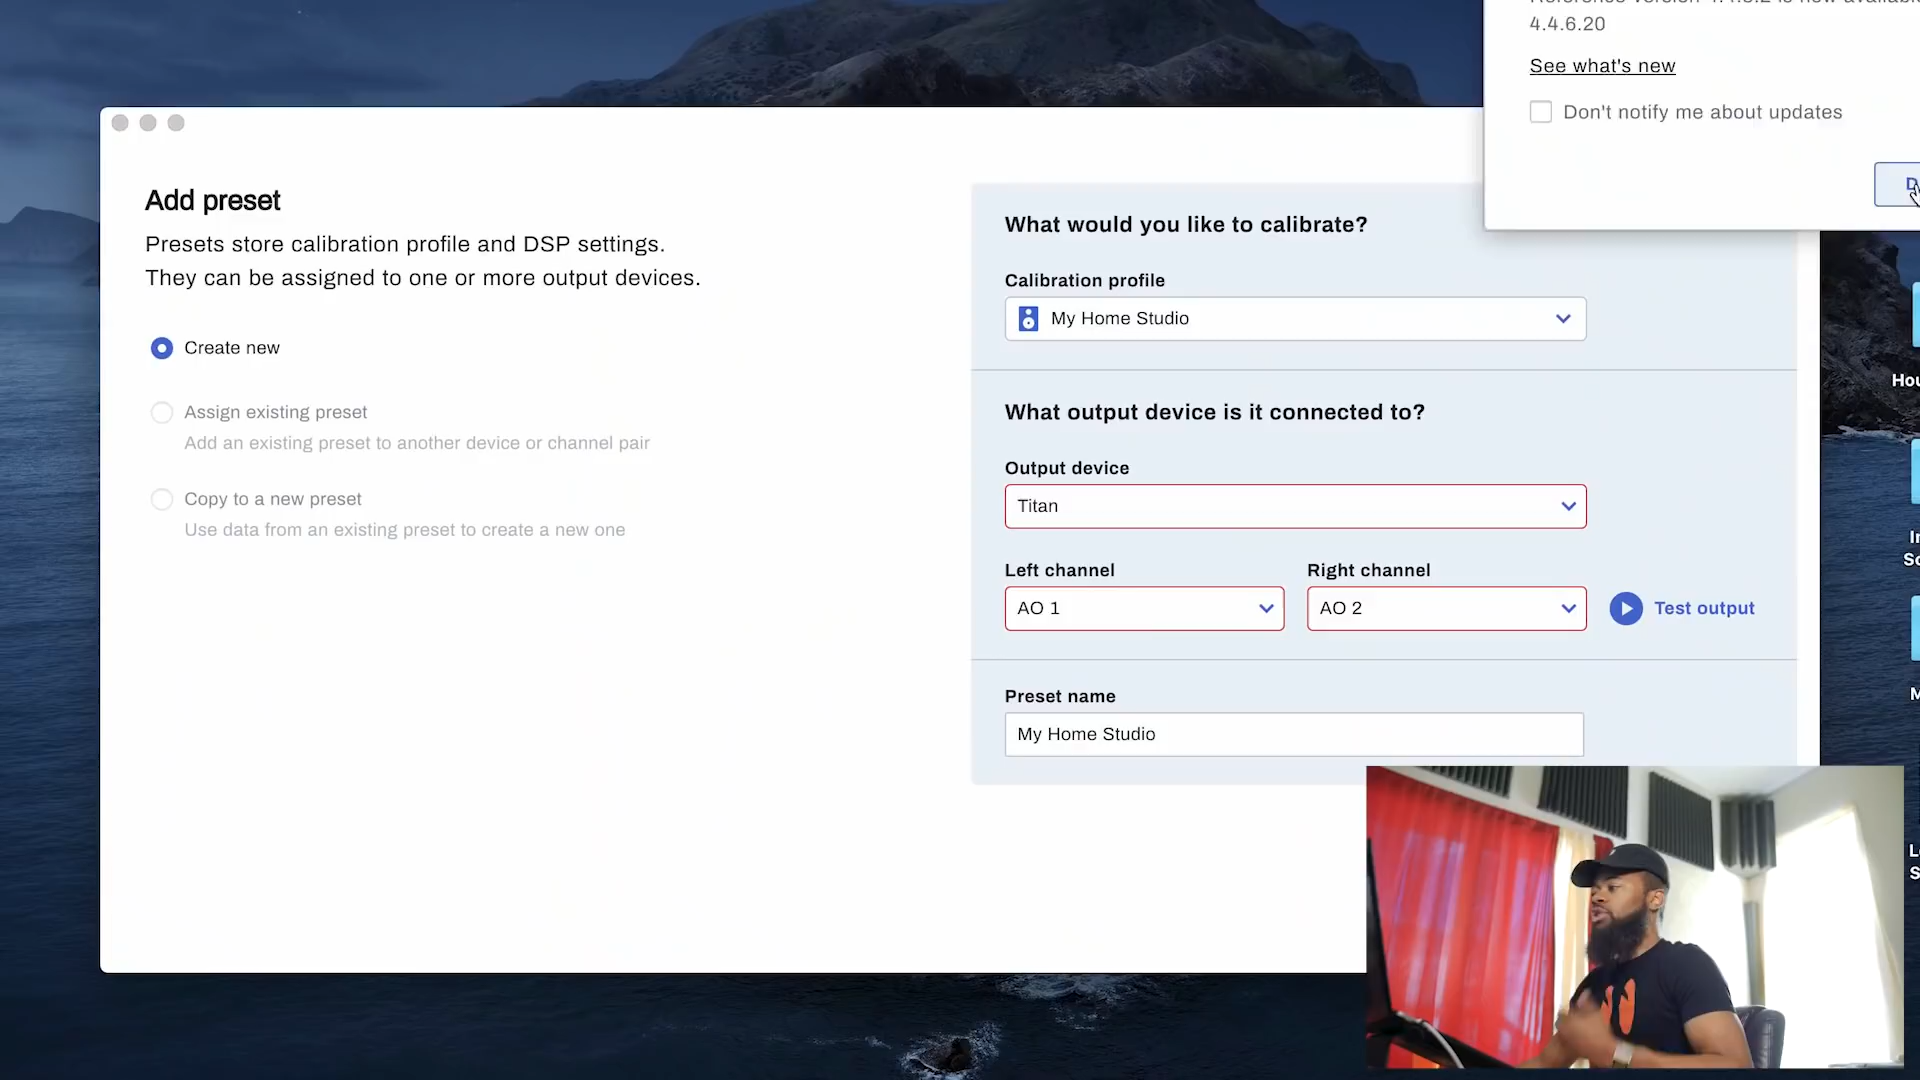 4.4.6.20
See what's new
Don't notify me about updates
Add preset
Presets store calibration profile and DSP settings.
They can be assigned to one or more output devices.
Create new
Assign existing preset
Add an existing preset to another device or channel pair
Copy to a new preset
Use data from an existing preset to create a new one
What would you like to calibrate?
Calibration profile
My Home Studio
What output device is it connected to?
Output device
Titan
Left channel
Right channel
AO 1
AO 2
Test output
Preset name
My Home Studio